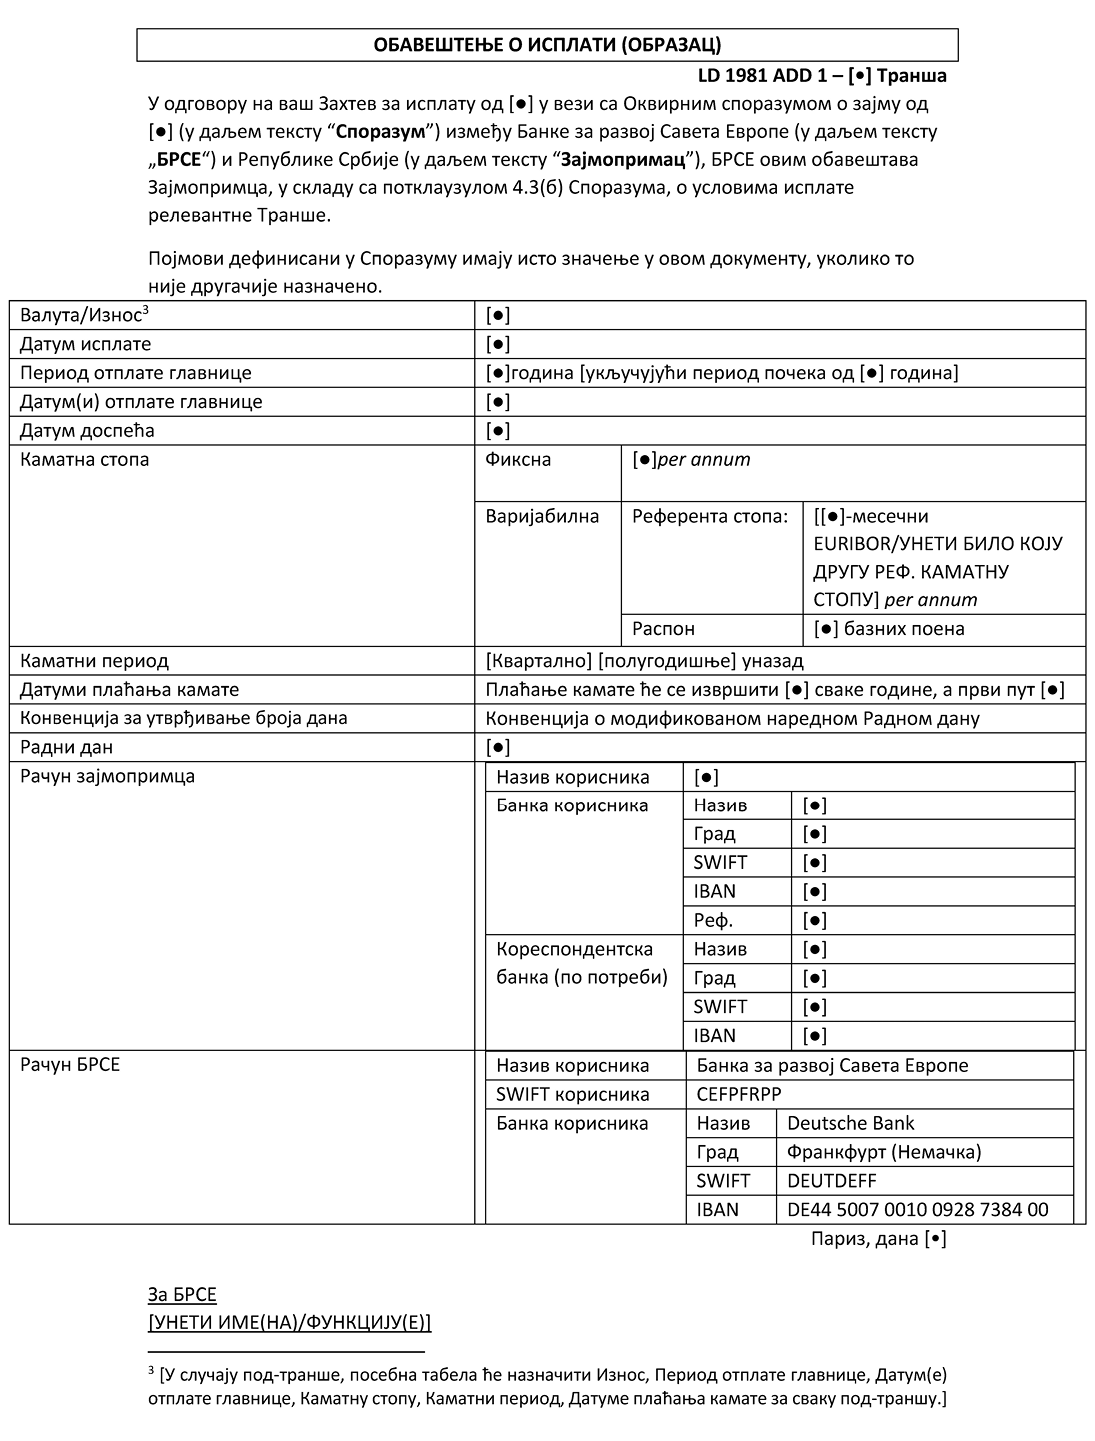 ОБАВЕШТЕЊЕ О ИСПЛАТИ (ОБРАЗАЦ)
LD 1981 ADD 1 – [•] Транша
У одговору на ваш Захтев за исплату од [●] у вези са Оквирним споразумом о зајму од
[●] (у даљем тексту “Споразум”) између Банке за развој Савета Европе (у даљем тексту
„БРСЕ“) и Републике Србије (у даљем тексту “Зајмопримац”), БРСЕ овим обавештава
Зајмопримца, у складу са потклаузулом 4.3(б) Споразума, о условима исплате
релевантне Транше.
Појмови дефинисани у Споразуму имају исто значење у овом документу, уколико то
није другачије назначено.
Валута/Износ³ [●]
Датум исплате [●]
Период отплате главнице [●]година [укључујући период почека од [●] година]
Датум(и) отплате главнице [●]
Датум доспећа [●]
Каматна стопа Фиксна [●]per annum
Варијабилна Референта стопа: [[●]-месечни
EURIBOR/УНЕТИ БИЛО КОЈУ
ДРУГУ РЕФ. КАМАТНУ
СТОПУ] per annum
Распон [●] базних поена
Каматни период [Квартално] [полугодишње] уназад
Датуми плаћања камате Плаћање камате ће се извршити [●] сваке године, а први пут [●]
Конвенција за утврђивање броја дана Конвенција о модификованом наредном Радном дану
Радни дан [●]
Рачун зајмопримца Назив корисника [●]
Банка корисника Назив [●]
Град [●]
SWIFT [●]
IBAN [●]
Реф. [●]
Кореспондентска Назив [●]
банка (по потреби) Град [●]
SWIFT [●]
IBAN [●]
Рачун БРСЕ Назив корисника Банка за развој Савета Европе
SWIFT корисника CEFPFRPP
Банка корисника Назив Deutsche Bank
Град Франкфурт (Немачка)
SWIFT DEUTDEFF
IBAN DE44 5007 0010 0928 7384 00
Париз, дана [•]
За БРСЕ
[УНЕТИ ИМЕ(НА)/ФУНКЦИЈУ(Е)]
³ [У случају под-транше, посебна табела ће назначити Износ, Период отплате главнице, Датум(е)
отплате главнице, Каматну стопу, Каматни период, Датуме плаћања камате за сваку под-траншу.]